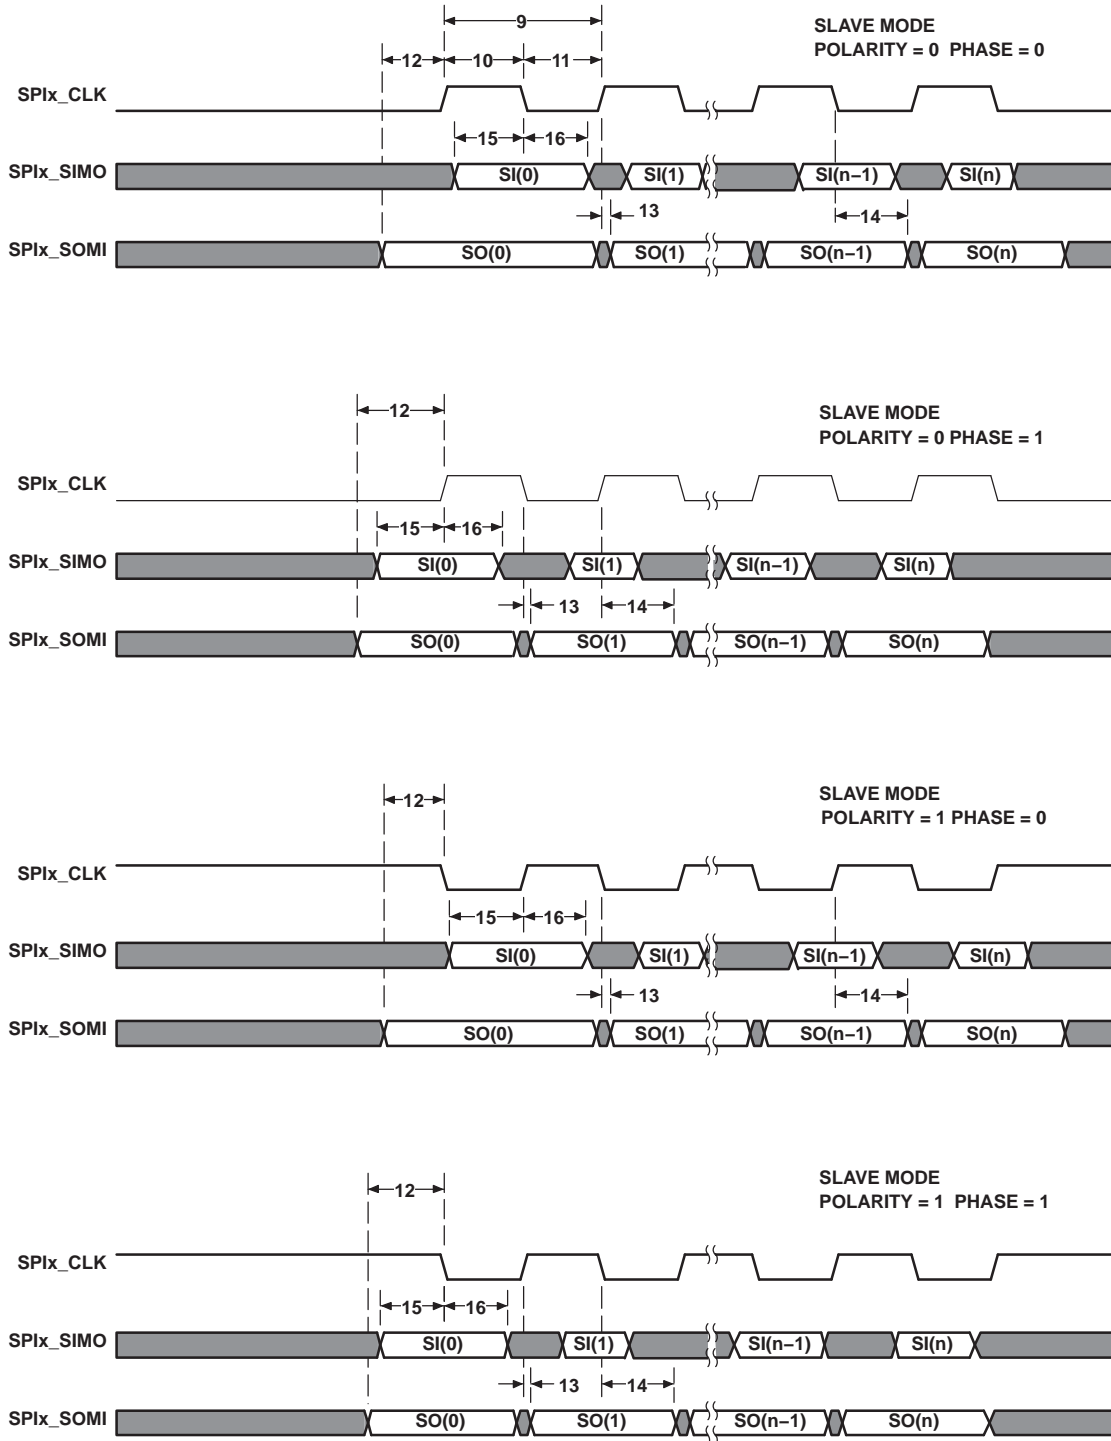 9
SLAVE MODE
POLARITY = 0 PHASE = 0
12 10 11
SPIx_CLK
15 16
SPIx_SIMO SI(0) SI(1) SI(n−1) SI(n)
13 14
SPIx_SOMI SO(0) SO(1) SO(n−1) SO(n)
12
SLAVE MODE
POLARITY = 0 PHASE = 1
SPIx_CLK
15 16
SPIx_SIMO SI(0) SI(1) SI(n−1) SI(n)
13 14
SPIx_SOMI SO(0) SO(1) SO(n−1) SO(n)
12
SLAVE MODE
POLARITY = 1 PHASE = 0
SPIx_CLK
15 16
SPIx_SIMO SI(0) SI(1) SI(n−1) SI(n)
13 14
SPIx_SOMI SO(0) SO(1) SO(n−1) SO(n)
12
SLAVE MODE
POLARITY = 1 PHASE = 1
SPIx_CLK
15 16
SPIx_SIMO SI(0) SI(1) SI(n−1) SI(n)
13 14
SPIx_SOMI SO(0) SO(1) SO(n−1) SO(n)